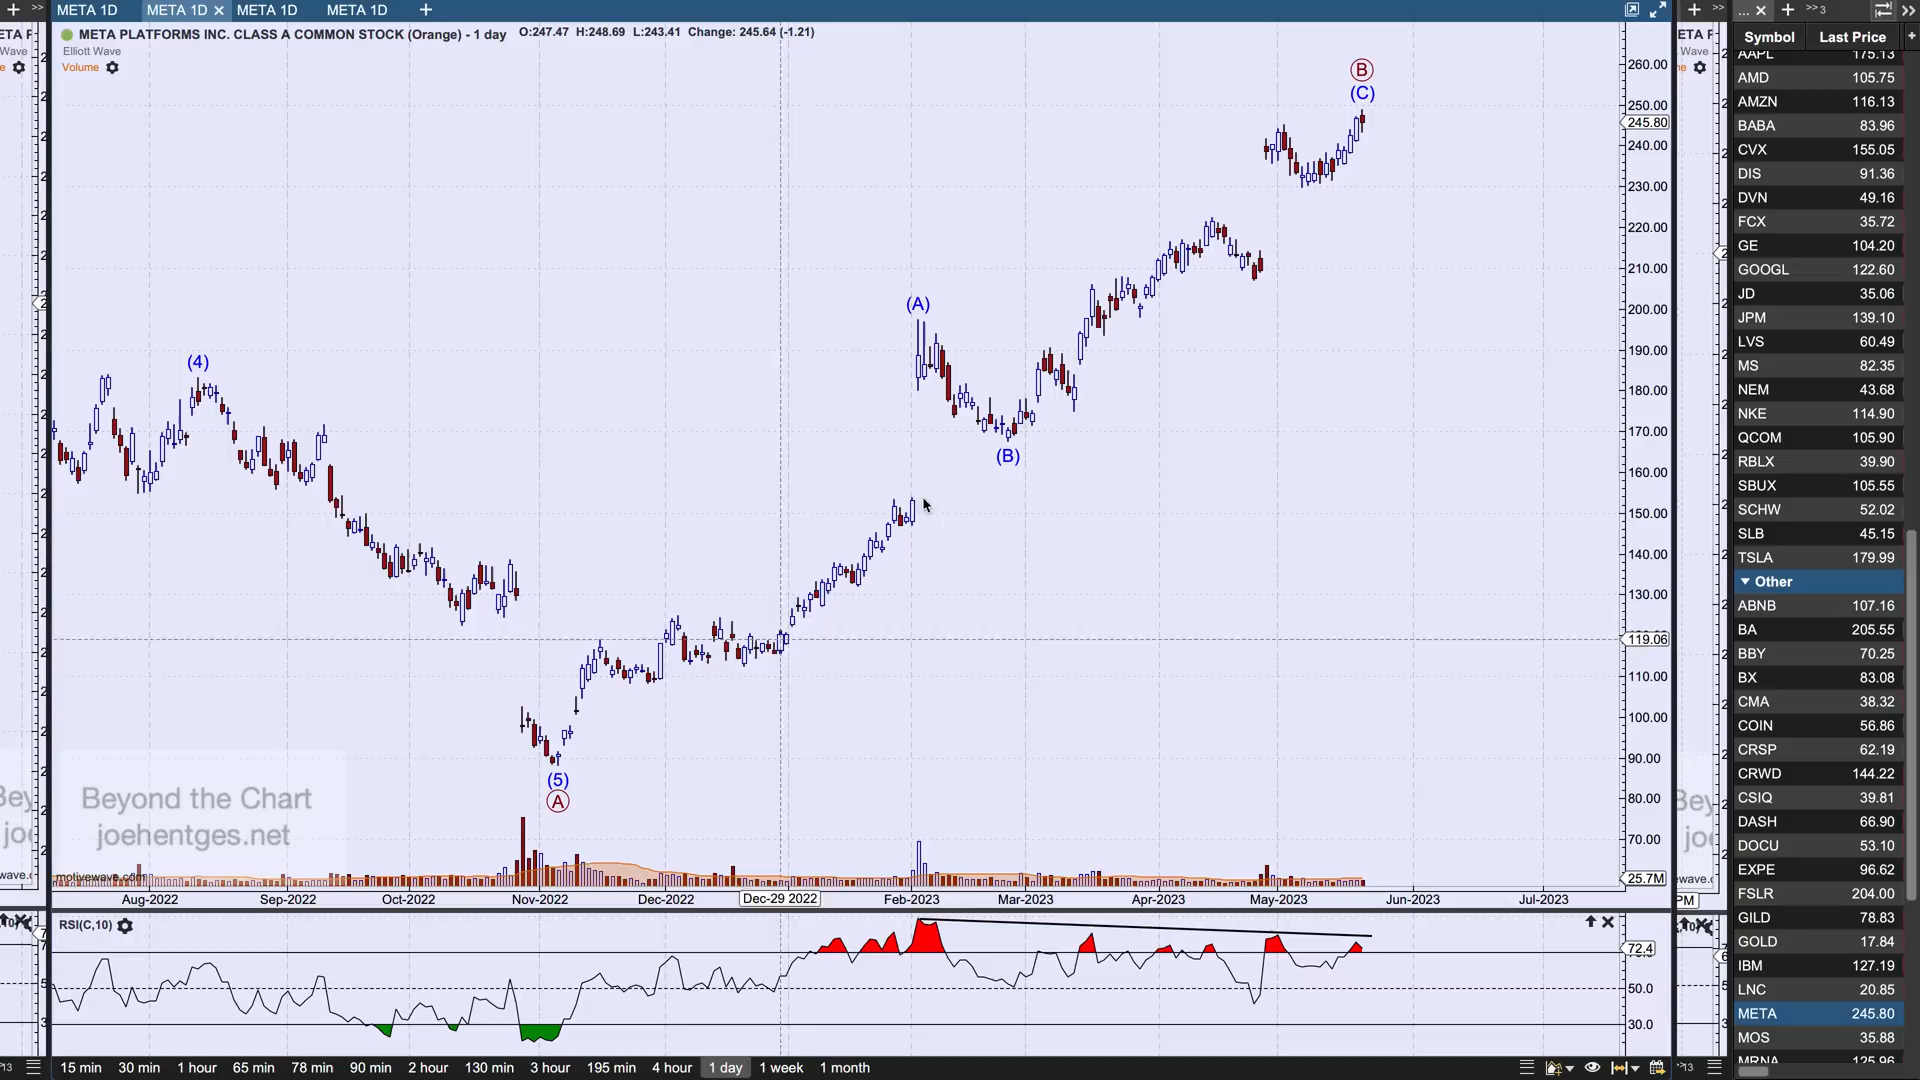 META 1D
META 1D
META 1D
META 1D
META PLATFORMS INC. CLASS A COMMON STOCK (Orange) - 1 day O:247.47 H:248.69 L:243.41 Change: 245.64 (-1.21)
Elliott Wave
Volume
B
(C)
(A)
(B)
(4)
(5)
A
260.00
250.00
245.80
240.00
230.00
220.00
210.00
200.00
190.00
180.00
170.00
160.00
150.00
140.00
130.00
119.06
110.00
100.00
90.00
80.00
70.00
25.7M
Beyond the Chart
joehentges.net
motivewave.com
Aug-2022 Sep-2022 Oct-2022 Nov-2022 Dec-2022 Dec-29 2022 Feb-2023 Mar-2023 Apr-2023 May-2023 Jun-2023 Jul-2023
RSI(C,10)
72.4
50.0
30.0
15 min 30 min 1 hour 65 min 78 min 90 min 2 hour 130 min 3 hour 195 min 4 hour 1 day 1 week 1 month
Symbol Last Price
AAPL 175.13
AMD 105.75
AMZN 116.13
BABA 83.96
CVX 155.05
DIS 91.36
DVN 49.16
FCX 35.72
GE 104.20
GOOGL 122.60
JD 35.06
JPM 139.10
LVS 60.49
MS 82.35
NEM 43.68
NKE 114.90
QCOM 105.90
RBLX 39.90
SBUX 105.55
SCHW 52.02
SLB 45.15
TSLA 179.99
Other
ABNB 107.16
BA 205.55
BBY 70.25
BX 83.08
CMA 38.32
COIN 56.86
CRSP 62.19
CRWD 144.22
CSIQ 39.81
DASH 66.90
DOCU 53.10
EXPE 96.62
FSLR 204.00
GILD 78.83
GOLD 17.84
IBM 127.19
LNC 20.85
META 245.80
MOS 35.88
MRNA 125.96